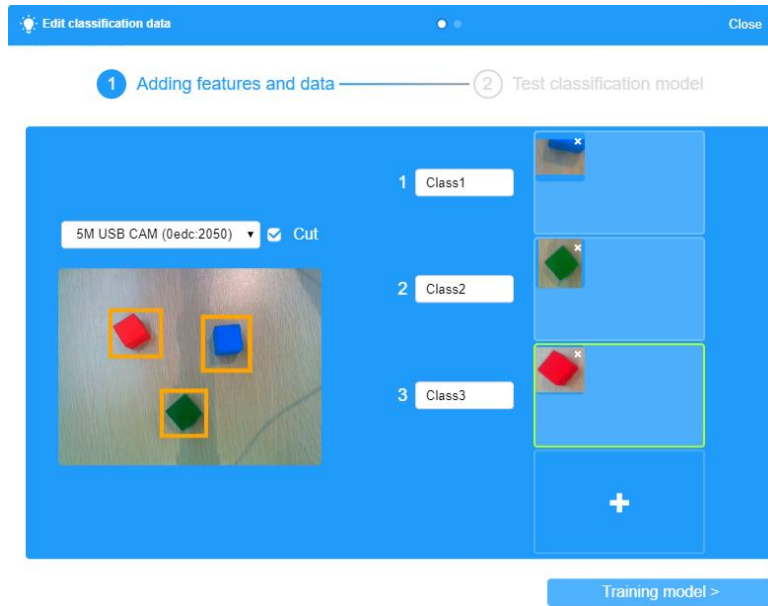 Edit classification data
Close
1 Adding features and data
2 Test classification model
5M USB CAM (0edc:2050)
Cut
1 Class1
2 Class2
3 Class3
Training model >